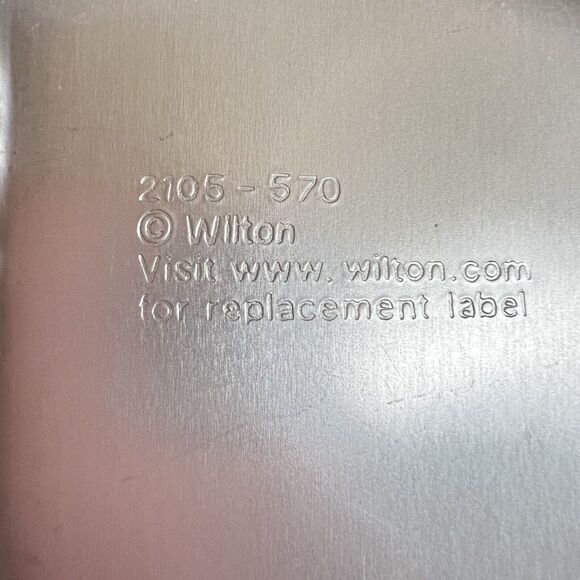 2105-570
© Wilton
Visit www.wilton.com
for replacement label